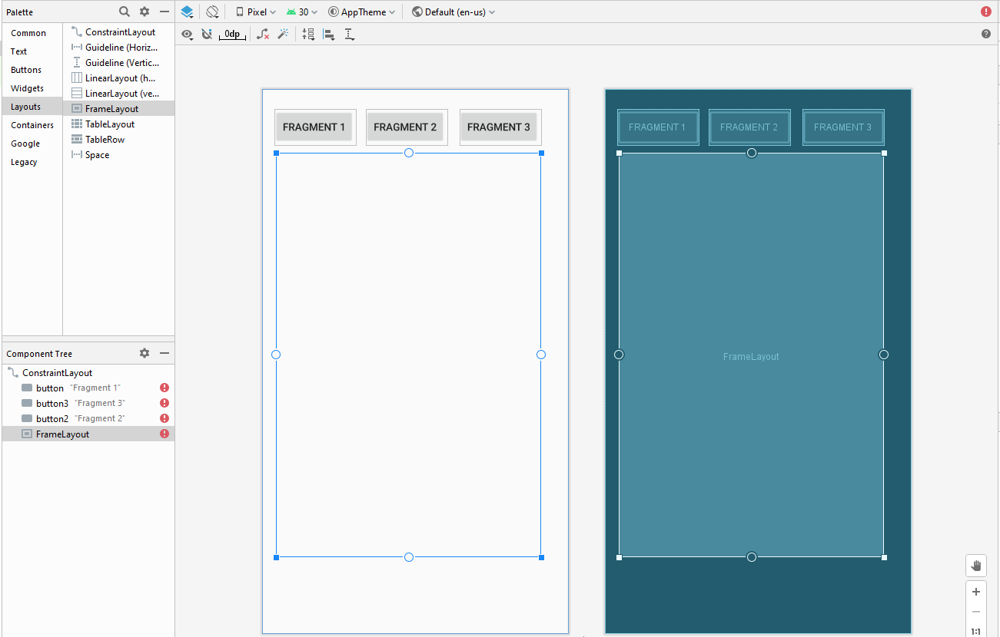 Palette
Pixel
30
AppTheme
Default (en-us)
0dp
Common
Text
Buttons
Widgets
Layouts
Containers
Google
Legacy
ConstraintLayout
Guideline (Horiz...
Guideline (Vertic...
LinearLayout (h...
LinearLayout (ve...
FrameLayout
TableLayout
TableRow
Space
FRAGMENT 1 FRAGMENT 2 FRAGMENT 3
FRAGMENT 1 FRAGMENT 2 FRAGMENT 3
FrameLayout
Component Tree
ConstraintLayout
button "Fragment 1"
button3 "Fragment 3"
button2 "Fragment 2"
FrameLayout
1:1